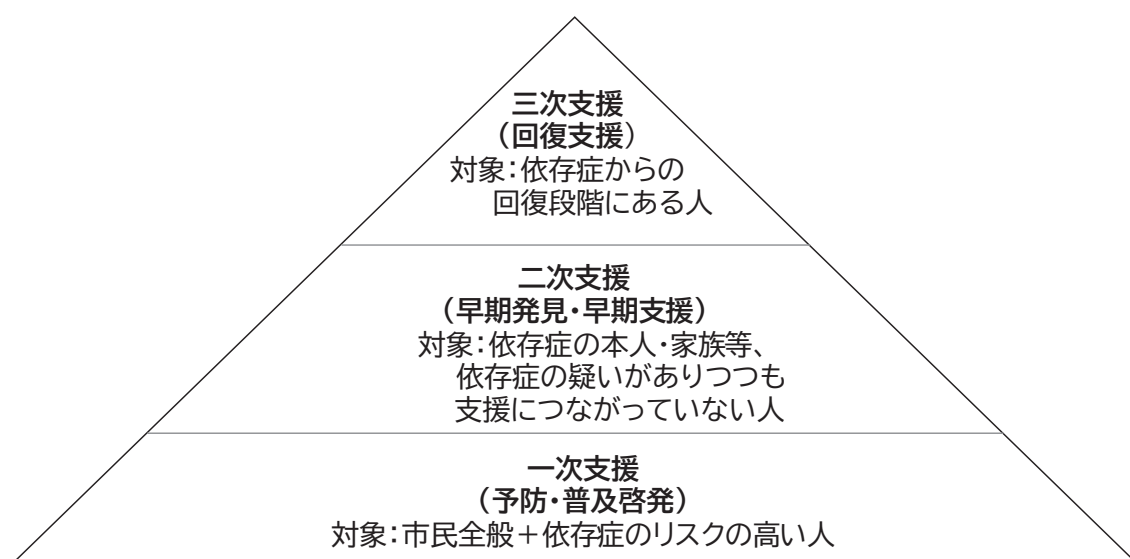 三次支援
（回復支援）
対象：依存症からの
回復段階にある人
二次支援
（早期発見・早期支援）
対象：依存症の本人・家族等、
依存症の疑いがありつつも
支援につながっていない人
一次支援
（予防・普及啓発）
対象：市民全般＋依存症のリスクの高い人